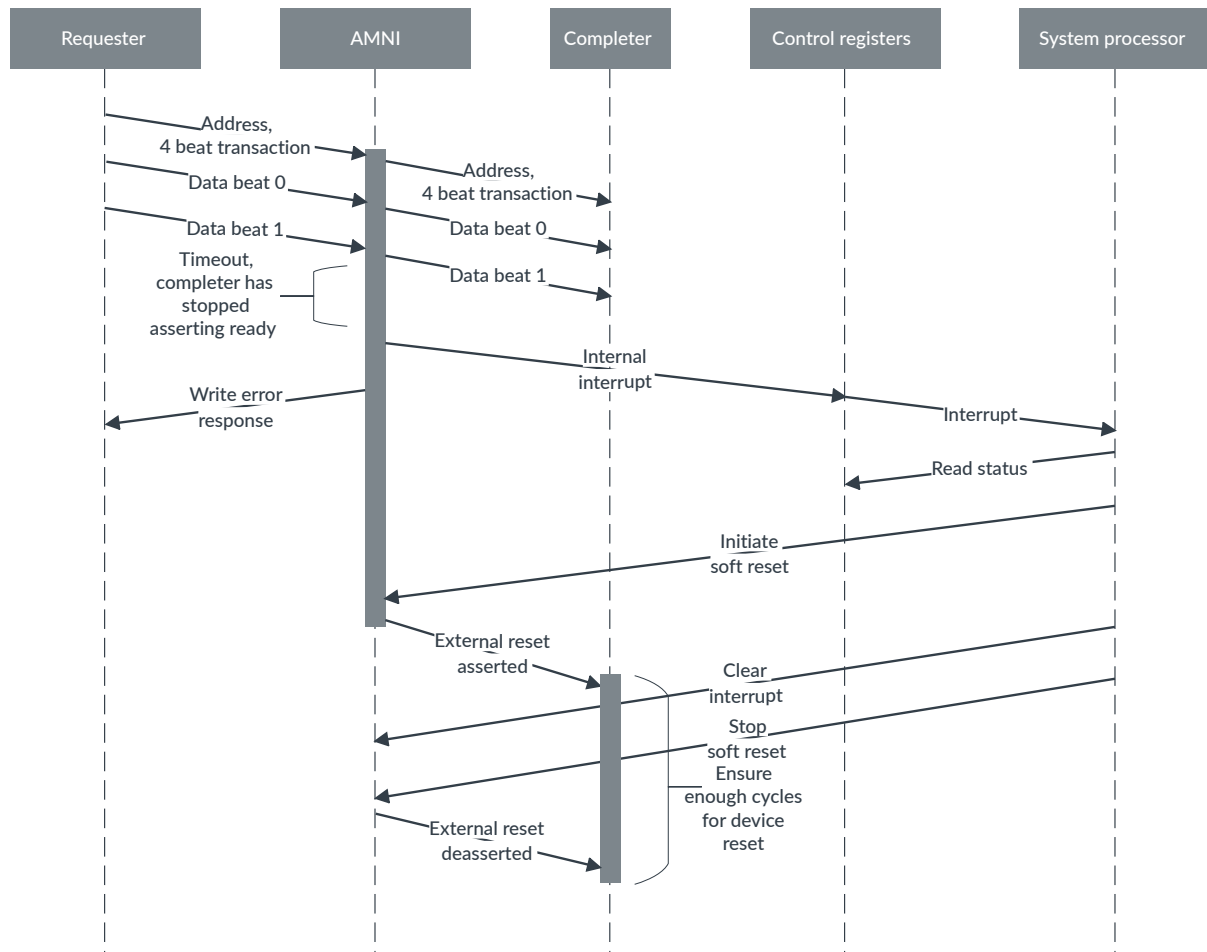 Requester
AMNI
Completer
Control registers
System processor
Address,
4 beat transaction
Address,
4 beat transaction
Data beat 0
Data beat 0
Data beat 1
Data beat 1
Timeout,
completer has
stopped
asserting ready
Internal
interrupt
Write error
response
Interrupt
Read status
Initiate
soft reset
External reset
asserted
Clear
interrupt
Stop
soft reset
Ensure
enough cycles
for device
reset
External reset
deasserted